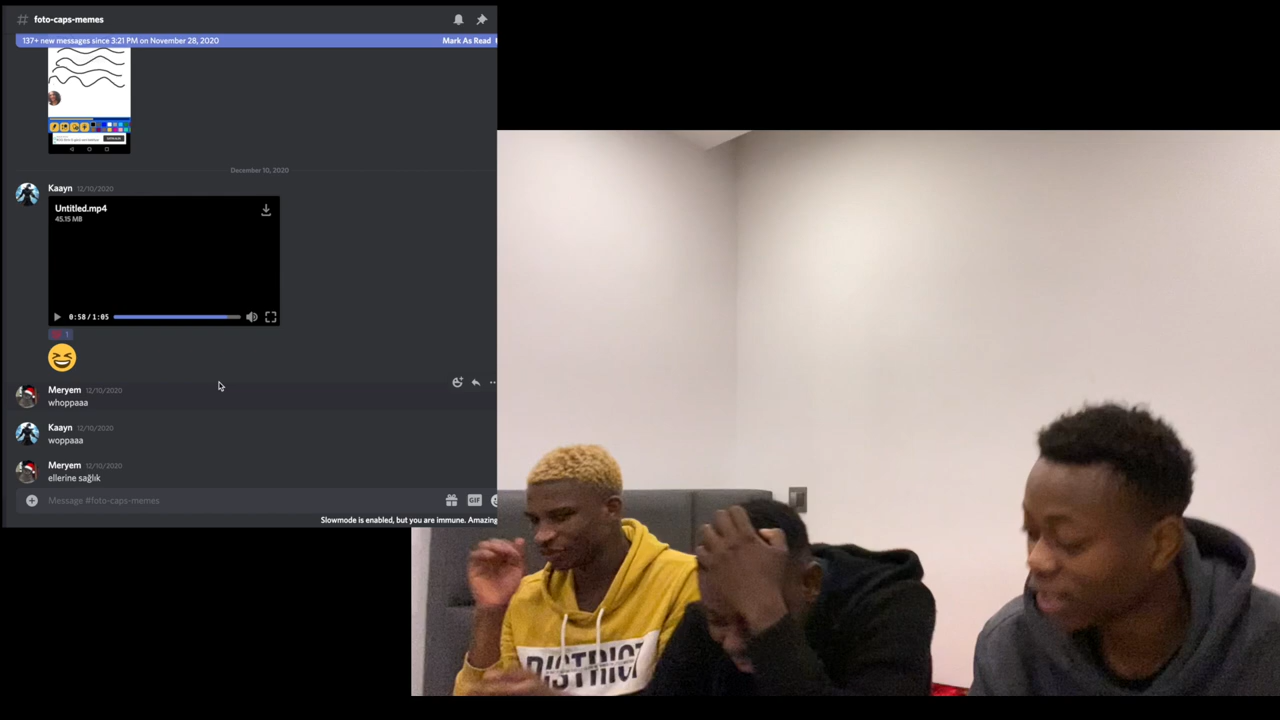 foto-caps-memes
137+ new messages since 3:21 PM on November 28, 2020
Mark As Read
December 10, 2020
Kaayn 12/10/2020
Untitled.mp4
45.15 MB
0:58 / 1:05
1
Meryem 12/10/2020
whoppaaa
Kaayn 12/10/2020
woppaaa
Meryem 12/10/2020
ellerine sağlık
Message #foto-caps-memes
GIF
Slowmode is enabled, but you are immune. Amazing
DISTRICT